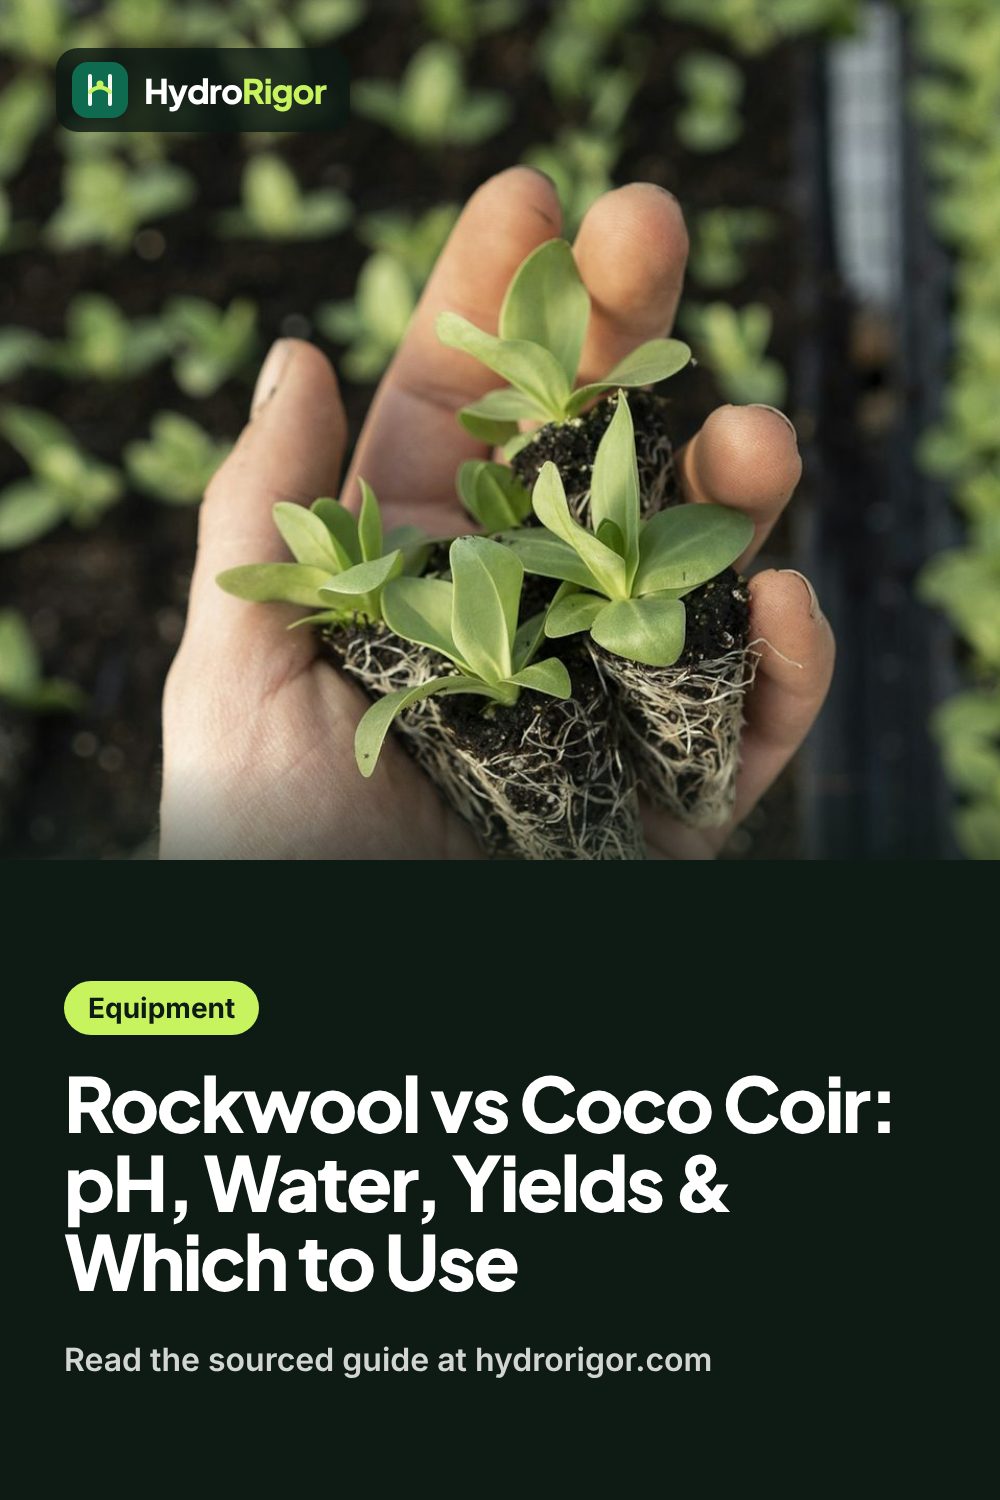 HydroRigor
Equipment
Rockwool vs Coco Coir:
pH, Water, Yields &
Which to Use
Read the sourced guide at hydrorigor.com